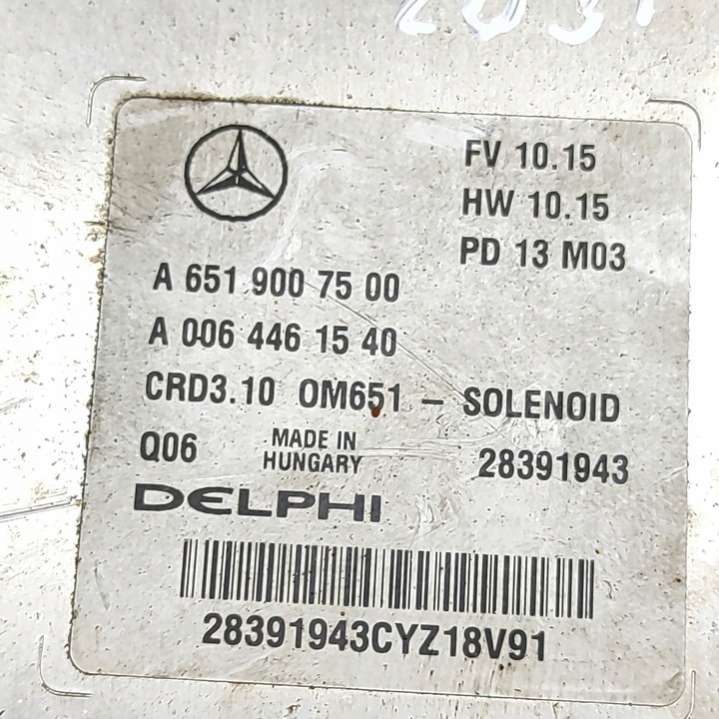 FV 10.15
HW 10.15
PD 13 M03
A 651 900 75 00
A 006 446 15 40
CRD3.10 OM651 - SOLENOID
Q06 MADE IN HUNGARY 28391943
DELPHI
28391943CYZ18V91